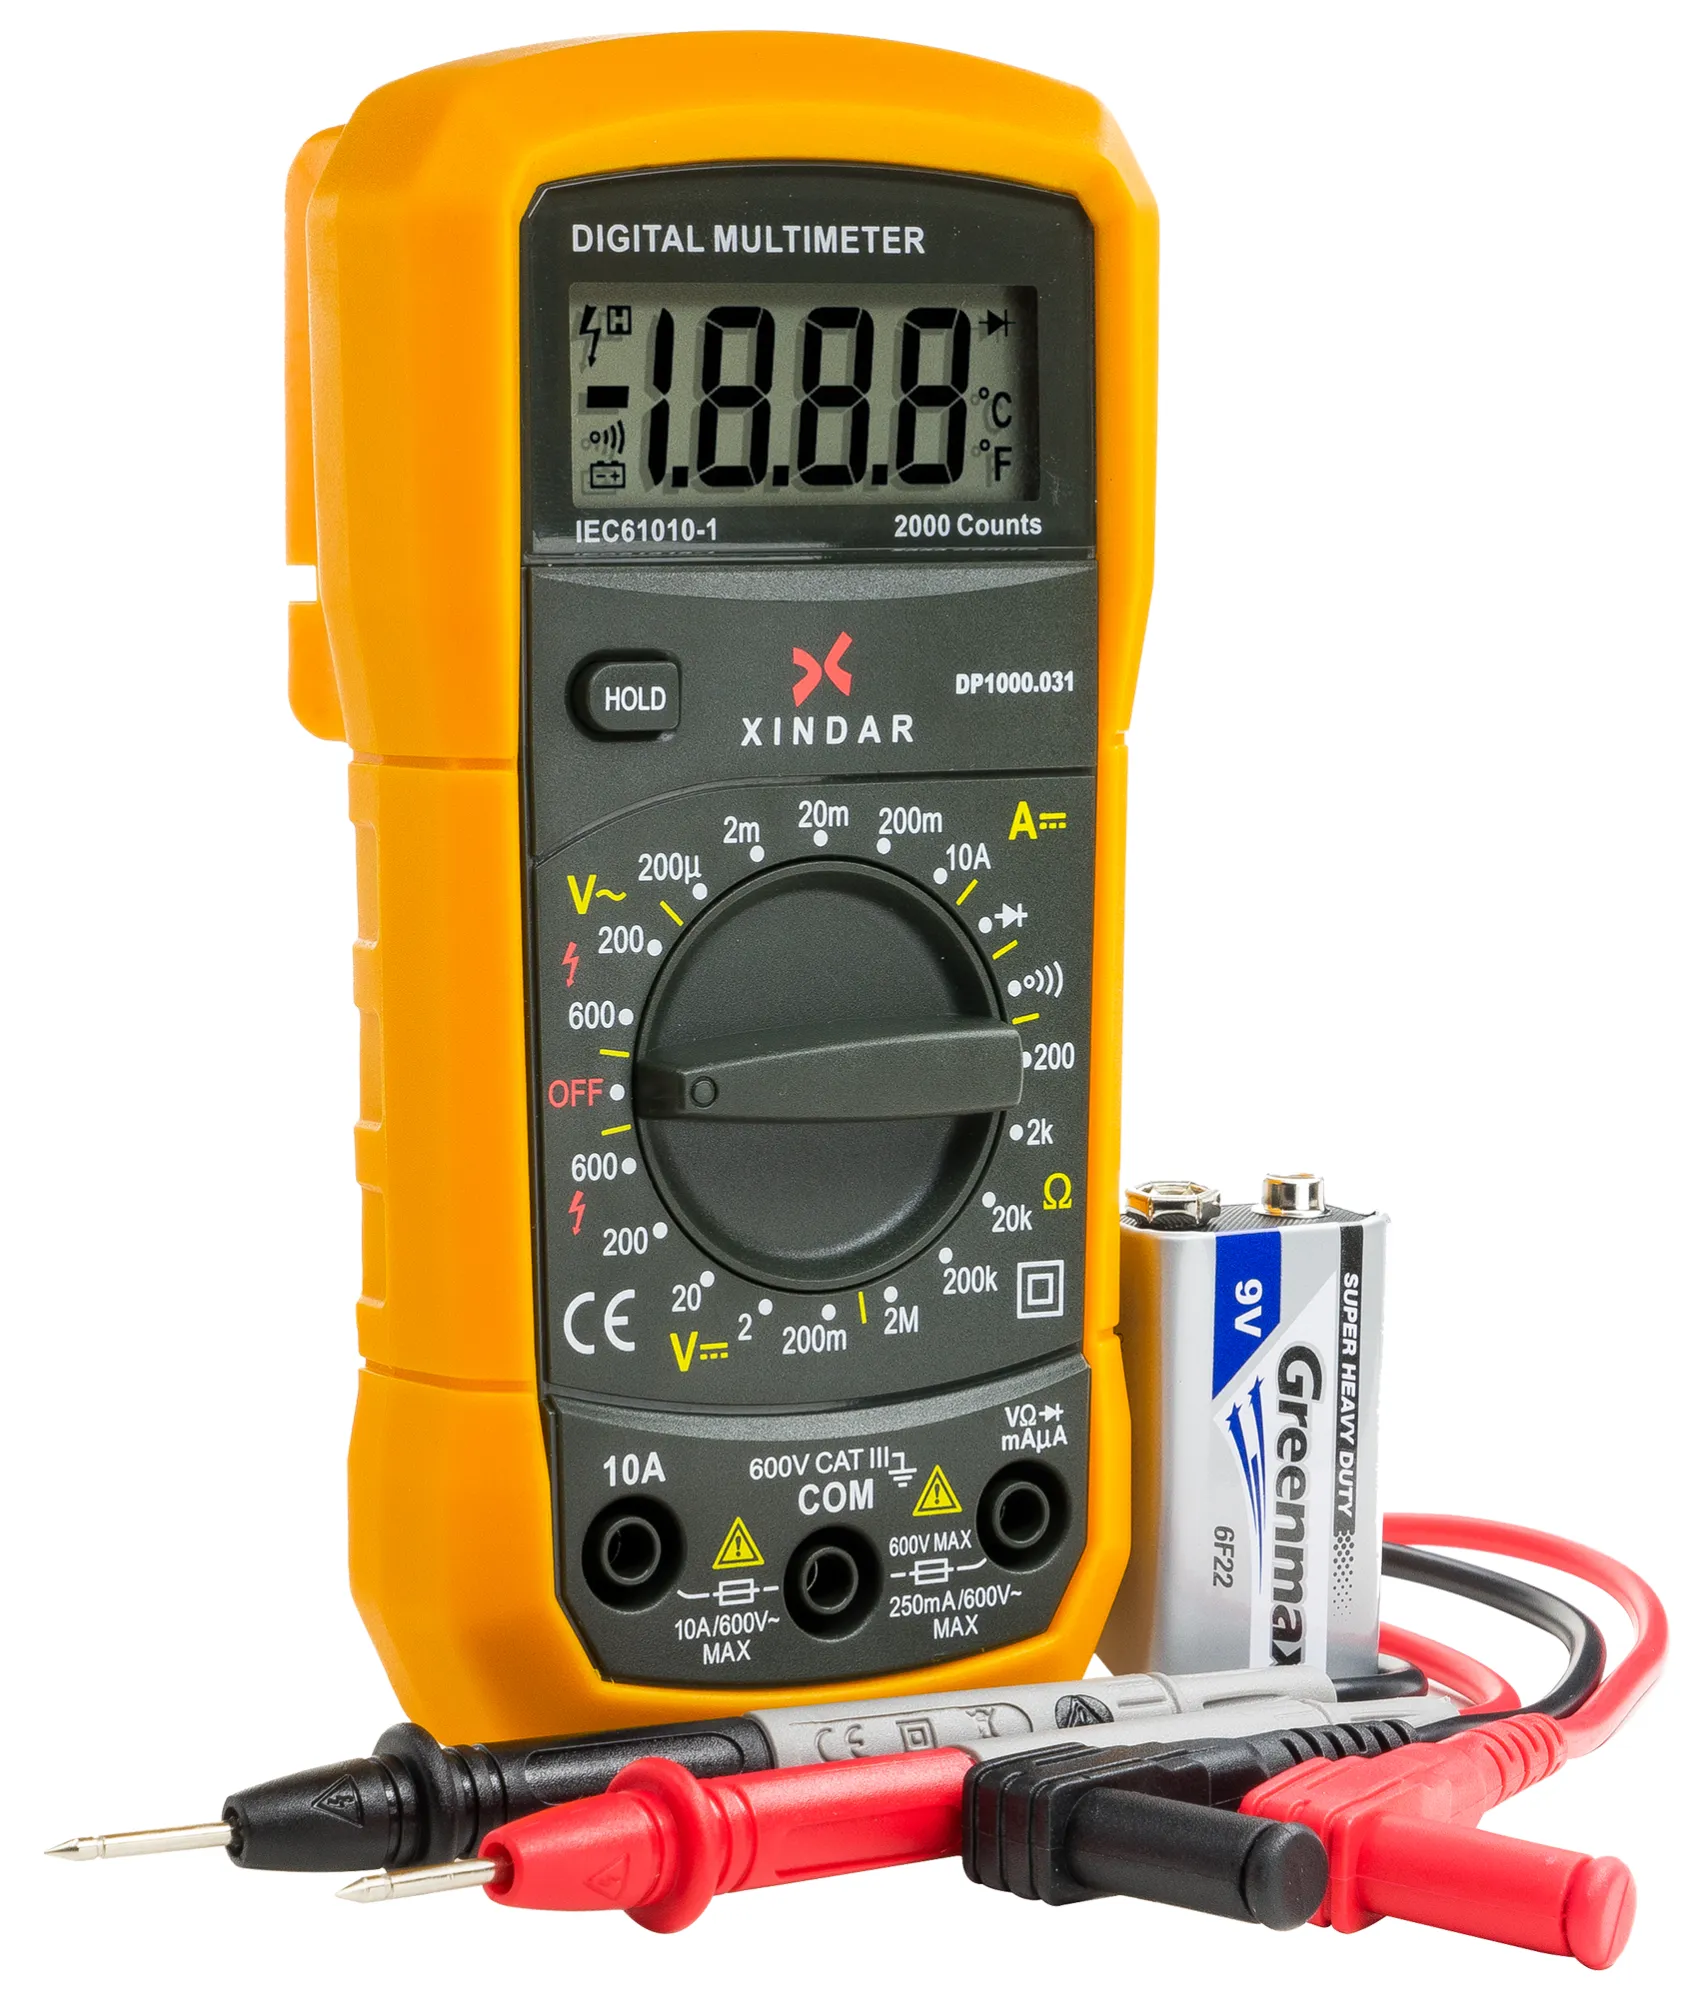 DIGITAL MULTIMETER
H
-1.8.8.8
°C
°F
IEC61010-1
2000 Counts
HOLD
XINDAR
DP1000.031
2m
20m
200m
A⎓
200µ
10A
V~
200
600
200
OFF
2k
600
Ω
20k
200
200k
20
2
200m
2M
CE
V⎓
VΩ
mAµA
10A
600V CAT III
COM
600V MAX
10A/600V~
MAX
250mA/600V~
MAX
9V
SUPER HEAVY DUTY
Greenmax
6F22
CE